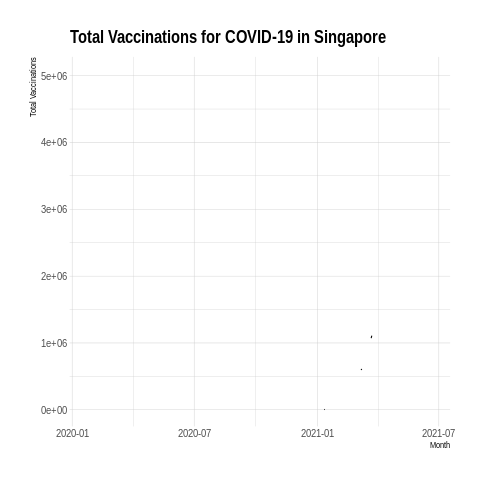 Total Vaccinations for COVID-19 in Singapore
Total Vaccinations
5e+06
4e+06
3e+06
2e+06
1e+06
0e+00
2020-01
2020-07
2021-01
2021-07
Month